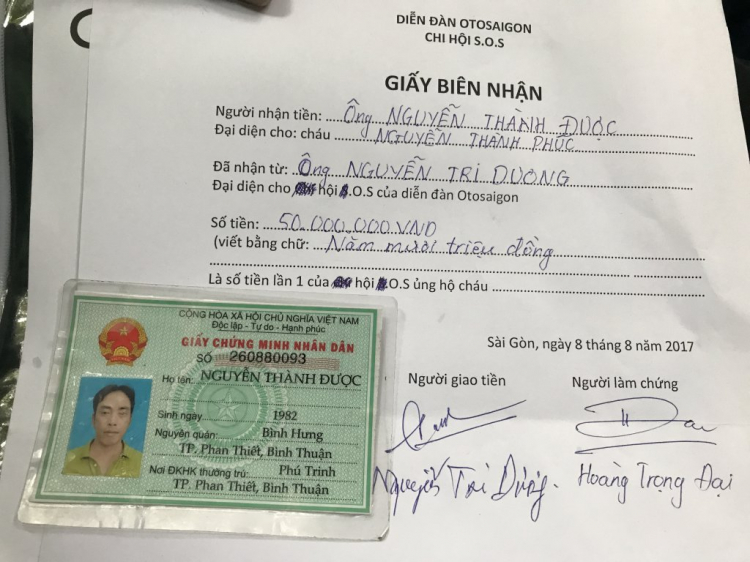 DIỄN ĐÀN OTOSAIGON
CHI HỘI S.O.S
GIẤY BIÊN NHẬN
Người nhận tiền: Ông NGUYỄN THÀNH ĐƯỢC
Đại diện cho: cháu NGUYỄN THÀNH PHÚC
Đã nhận từ: Ông NGUYỄN TRI DƯƠNG
Đại diện cho hội S.O.S của diễn đàn Otosaigon
Số tiền: 50.000.000.VND
(viết bằng chữ: Năm mươi triệu đồng
Là số tiền lần 1 của hội S.O.S ủng hộ cháu
Sài Gòn, ngày 8 tháng 8 năm 2017
Người giao tiền Người làm chứng
Nguyễn Tri Hoàng Trọng Đại
CỘNG HÒA XÃ HỘI CHỦ NGHĨA VIỆT NAM
Độc lập - Tự do - Hạnh phúc
GIẤY CHỨNG MINH NHÂN DÂN
SỐ 260880093
Họ tên: NGUYỄN THÀNH ĐƯỢC
Sinh ngày 1982
Nguyên quán: Bình Hưng
TP. Phan Thiết, Bình Thuận
Nơi ĐKHK thường trú: Phú Trinh
TP. Phan Thiết, Bình Thuận